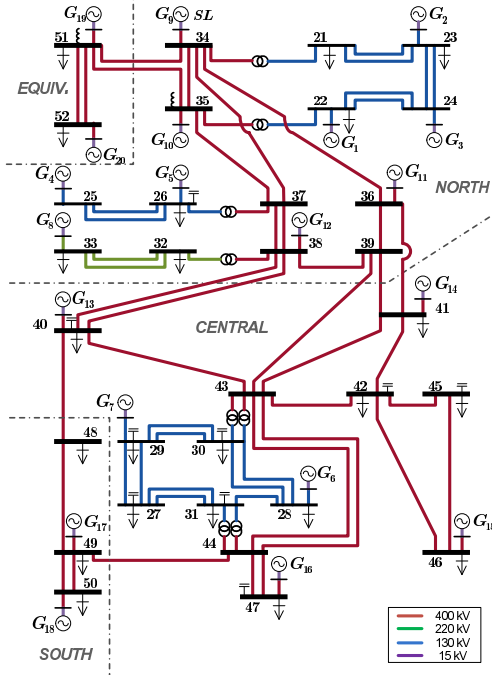 G19
G9 SL
G2
51
34
21
23
EQUIV.
35
22
24
52
G20
G10
G1
G3
G4
G5
NORTH
G11
25
26
37
36
G8
G12
33
32
38
39
G13
G14
40
CENTRAL
41
43
42
45
G7
48
29
30
G6
27
31
28
G17
G15
49
44
G16
46
50
47
G18
SOUTH
400 kV
220 kV
130 kV
15 kV